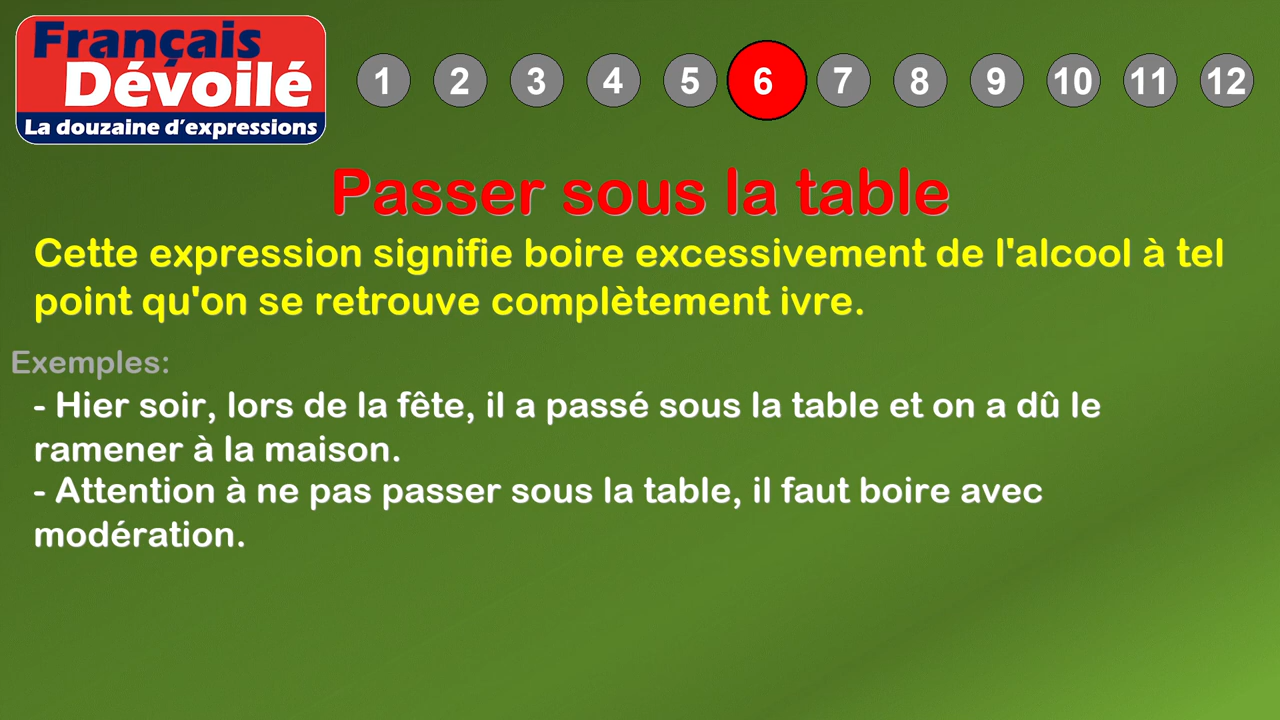 Français
Dévoilé
La douzaine d'expressions
1 2 3 4 5 6 7 8 9 10 11 12
Passer sous la table
Cette expression signifie boire excessivement de l'alcool à tel
point qu'on se retrouve complètement ivre.
Exemples:
- Hier soir, lors de la fête, il a passé sous la table et on a dû le
ramener à la maison.
- Attention à ne pas passer sous la table, il faut boire avec
modération.